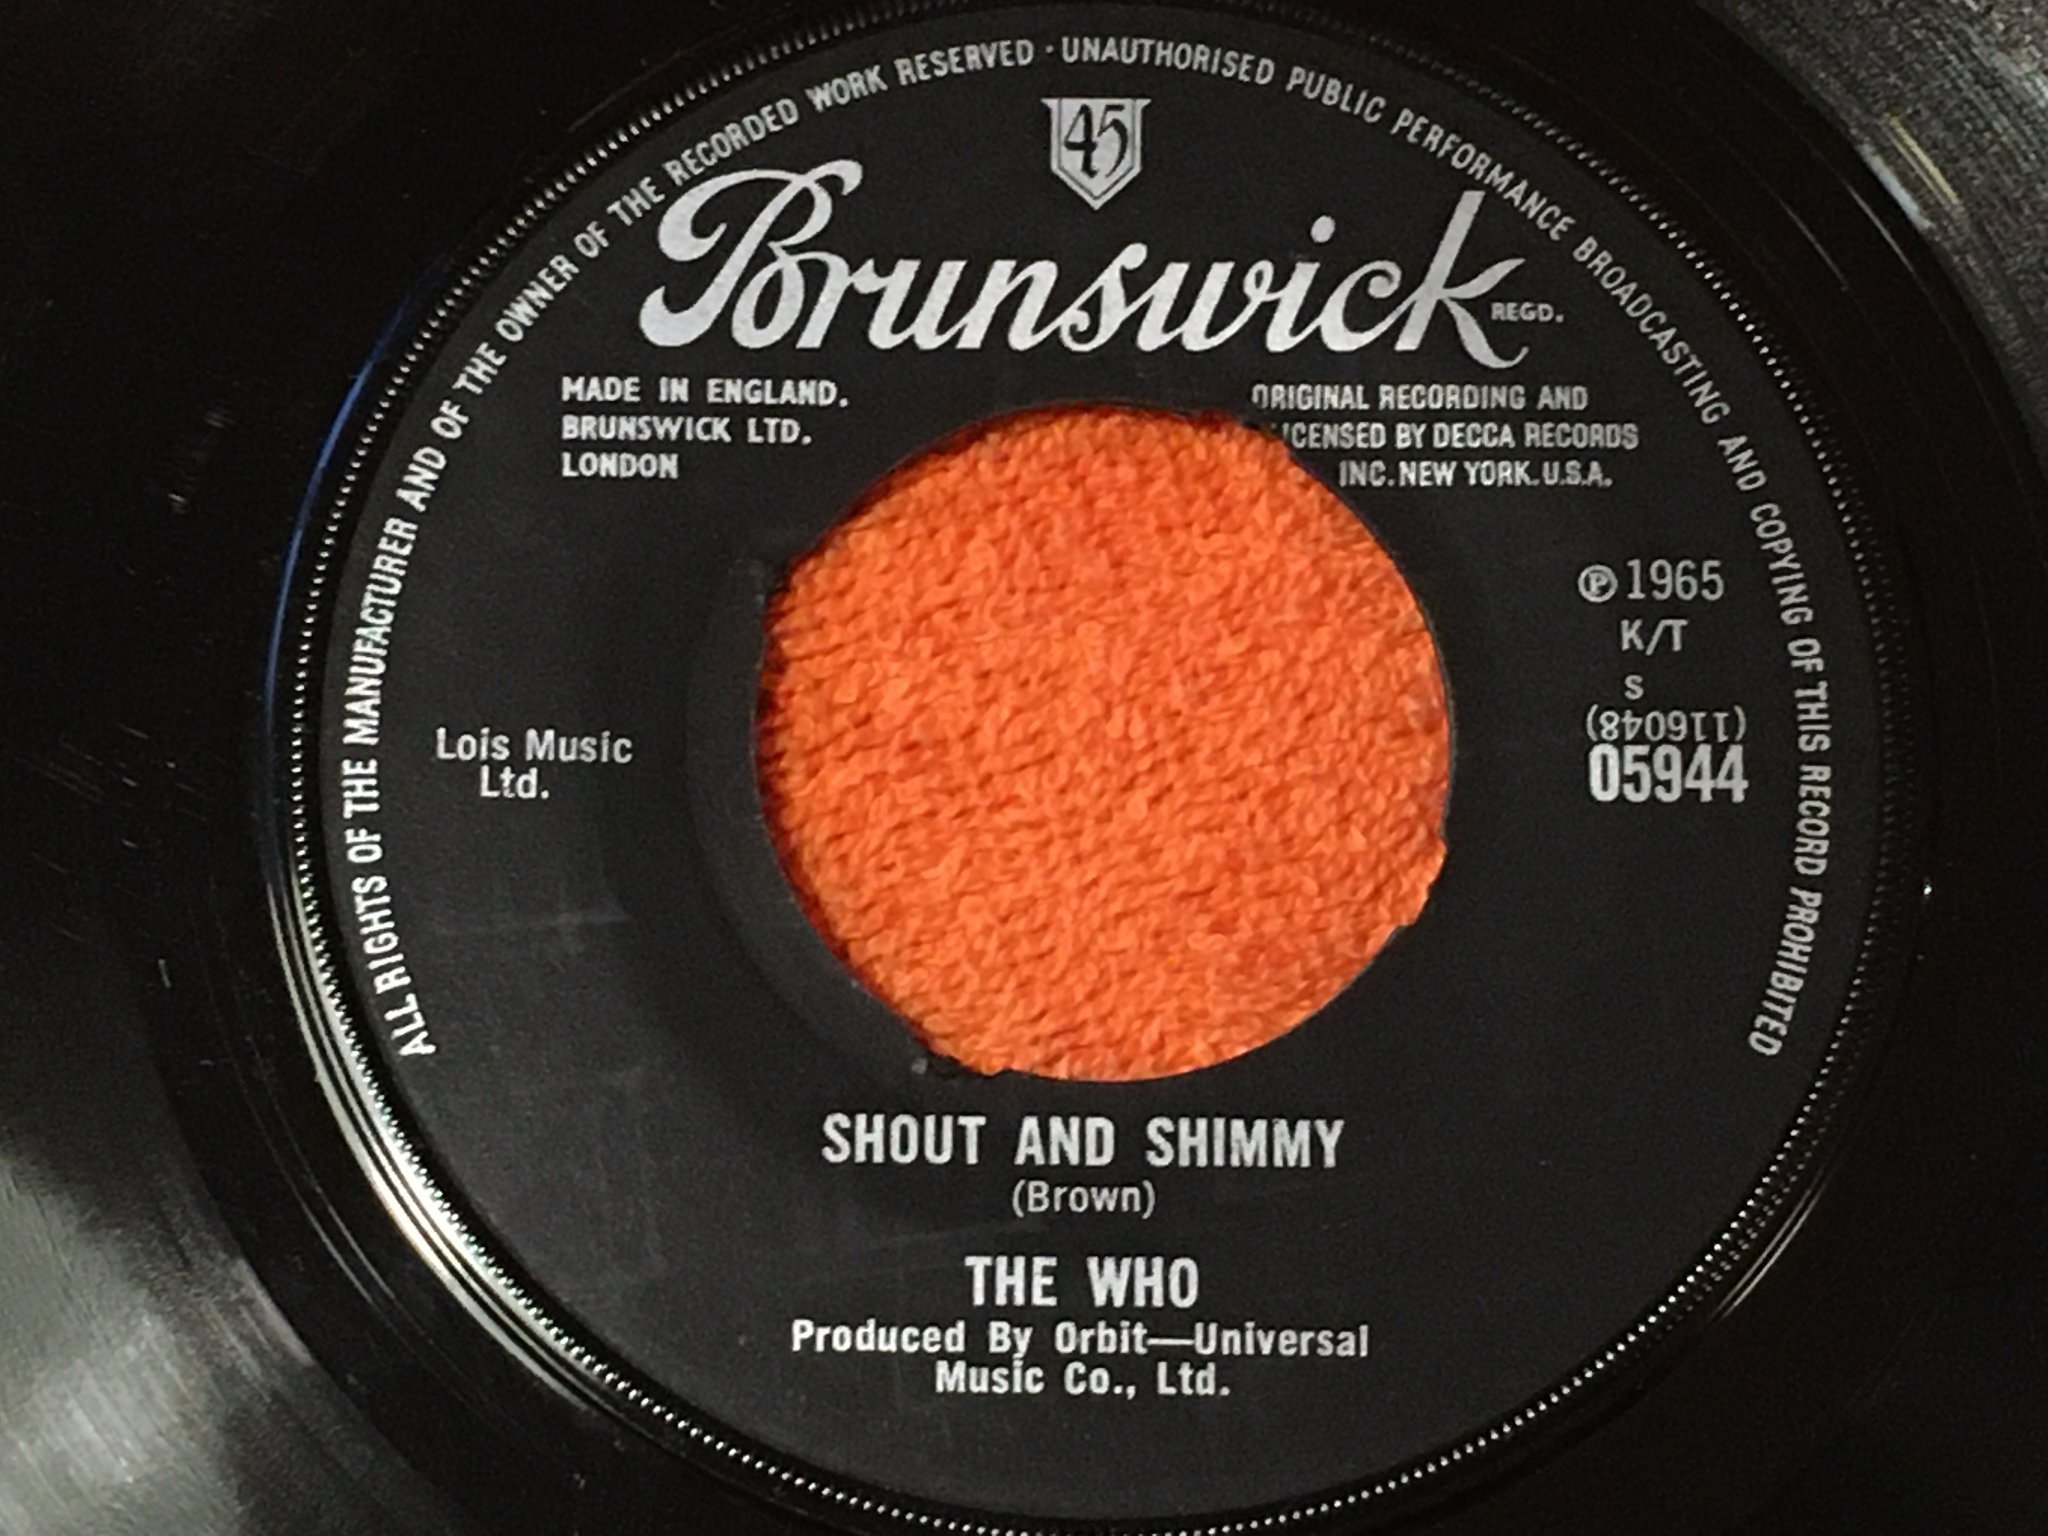 ALL RIGHTS OF THE MANUFACTURER AND OF THE OWNER OF THE RECORDED WORK RESERVED · UNAUTHORISED PUBLIC PERFORMANCE BROADCASTING AND COPYING OF THIS RECORD PROHIBITED
45
Brunswick REGD.
MADE IN ENGLAND.
BRUNSWICK LTD.
LONDON
ORIGINAL RECORDING AND
LICENSED BY DECCA RECORDS
INC. NEW YORK. U.S.A.
℗ 1965
K/T
s
(116048)
05944
Lois Music
Ltd.
SHOUT AND SHIMMY
(Brown)
THE WHO
Produced By Orbit—Universal
Music Co., Ltd.